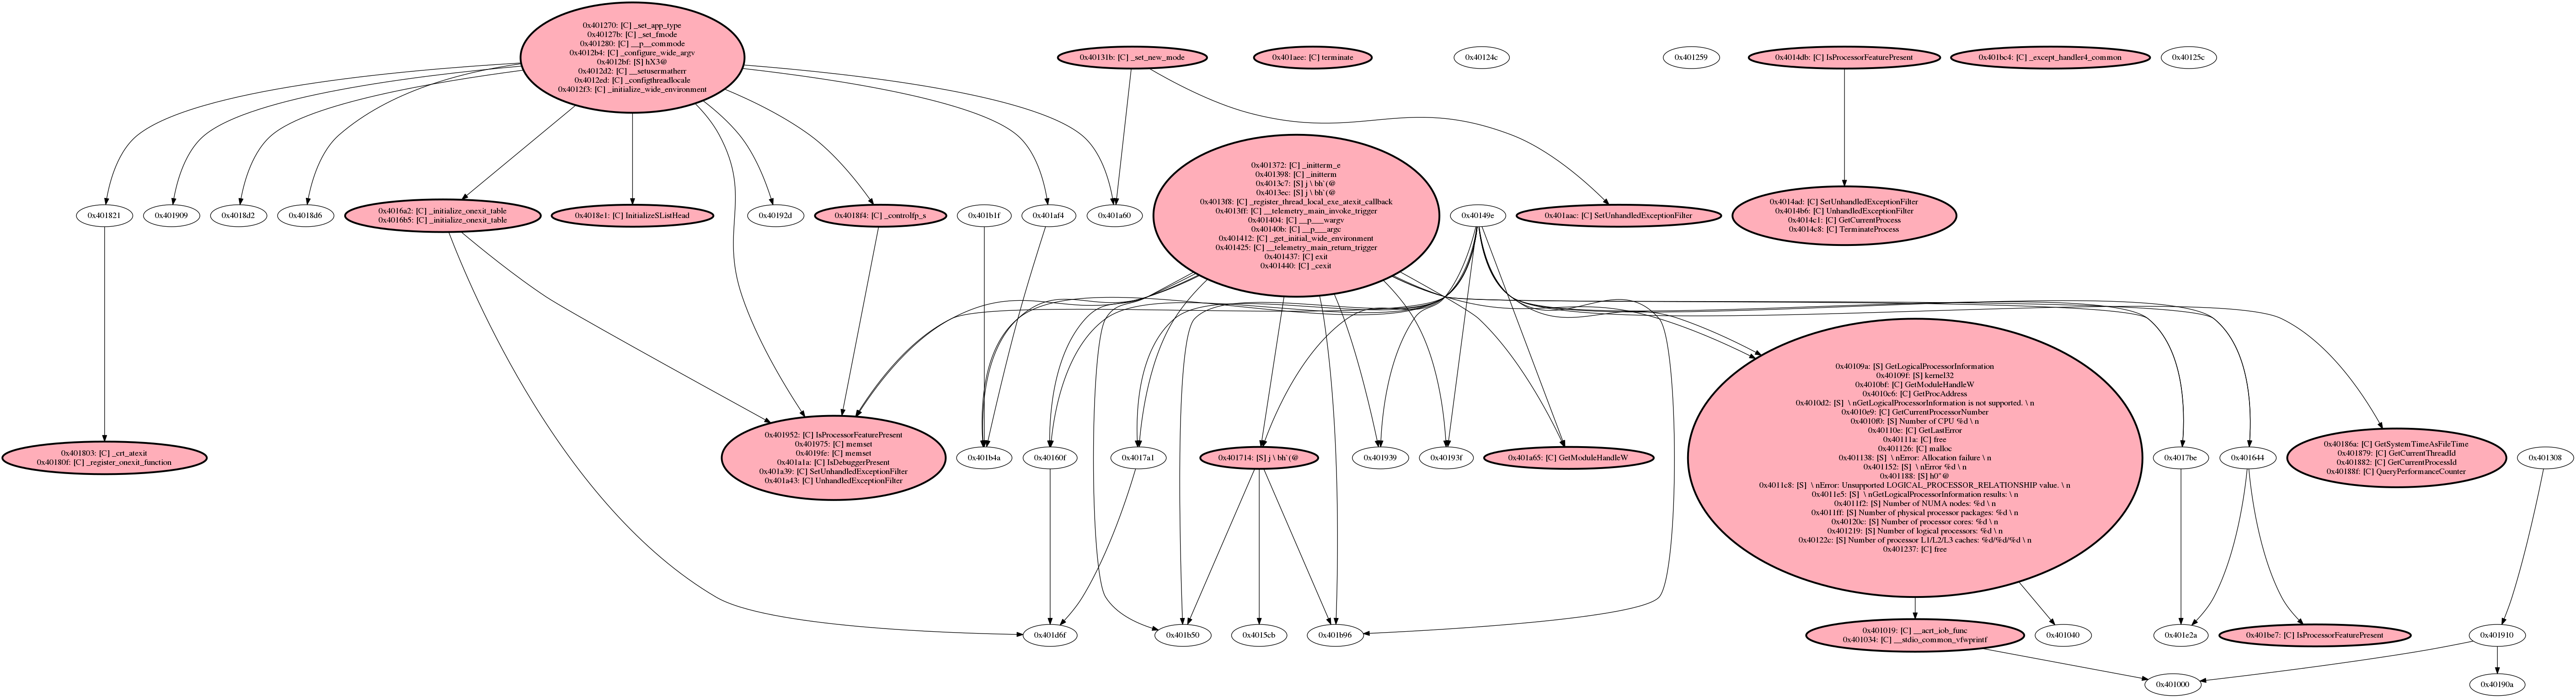 0x401270: [C] _set_app_type
0x40127b: [C] _set_fmode
0x401280: [C] __p__commode
0x4012b4: [C] _configure_wide_argv
0x4012bf: [S] hX3@
0x4012d2: [C] __setusermatherr
0x4012ed: [C] _configthreadlocale
0x4012f3: [C] _initialize_wide_environment
0x40131b: [C] _set_new_mode
0x401aee: [C] terminate
0x40124c
0x401259
0x4014db: [C] IsProcessorFeaturePresent
0x401bc4: [C] _except_handler4_common
0x40125c
0x401821
0x401909
0x4018d2
0x4018d6
0x4016a2: [C] _initialize_onexit_table
0x4016b5: [C] _initialize_onexit_table
0x4018e1: [C] InitializeSListHead
0x40192d
0x4018f4: [C] _controlfp_s
0x401b1f
0x401af4
0x401a60
0x401372: [C] _initterm_e
0x401398: [C] _initterm
0x4013c7: [S] j \ bh`(@
0x4013ec: [S] j \ bh`(@
0x4013f8: [C] _register_thread_local_exe_atexit_callback
0x4013ff: [C] __telemetry_main_invoke_trigger
0x401404: [C] __p___wargv
0x40140b: [C] __p___argc
0x401412: [C] _get_initial_wide_environment
0x401425: [C] __telemetry_main_return_trigger
0x401437: [C] exit
0x401440: [C] _cexit
0x40149e
0x401aac: [C] SetUnhandledExceptionFilter
0x4014ad: [C] SetUnhandledExceptionFilter
0x4014b6: [C] UnhandledExceptionFilter
0x4014c1: [C] GetCurrentProcess
0x4014c8: [C] TerminateProcess
0x401803: [C] _crt_atexit
0x40180f: [C] _register_onexit_function
0x401952: [C] IsProcessorFeaturePresent
0x401975: [C] memset
0x4019fe: [C] memset
0x401a1a: [C] IsDebuggerPresent
0x401a39: [C] SetUnhandledExceptionFilter
0x401a43: [C] UnhandledExceptionFilter
0x401b4a
0x40160f
0x4017a1
0x401714: [S] j \ bh`(@
0x401939
0x40193f
0x401a65: [C] GetModuleHandleW
0x40109a: [S] GetLogicalProcessorInformation
0x40109f: [S] kernel32
0x4010bf: [C] GetModuleHandleW
0x4010c6: [C] GetProcAddress
0x4010d2: [S] \ nGetLogicalProcessorInformation is not supported. \ n
0x4010e9: [C] GetCurrentProcessorNumber
0x4010f0: [S] Number of CPU %d \ n
0x40110e: [C] GetLastError
0x40111a: [C] free
0x401126: [C] malloc
0x401138: [S] \ nError: Allocation failure \ n
0x401152: [S] \ nError %d \ n
0x401188: [S] h0"@
0x4011c8: [S] \ nError: Unsupported LOGICAL_PROCESSOR_RELATIONSHIP value. \ n
0x4011e5: [S] \ nGetLogicalProcessorInformation results: \ n
0x4011f2: [S] Number of NUMA nodes: %d \ n
0x4011ff: [S] Number of physical processor packages: %d \ n
0x40120c: [S] Number of processor cores: %d \ n
0x401219: [S] Number of logical processors: %d \ n
0x40122c: [S] Number of processor L1/L2/L3 caches: %d/%d/%d \ n
0x401237: [C] free
0x4017be
0x401644
0x40186a: [C] GetSystemTimeAsFileTime
0x401879: [C] GetCurrentThreadId
0x401882: [C] GetCurrentProcessId
0x40188f: [C] QueryPerformanceCounter
0x401308
0x401d6f
0x401b50
0x4015cb
0x401b96
0x401019: [C] __acrt_iob_func
0x401034: [C] __stdio_common_vfwprintf
0x401040
0x401e2a
0x401be7: [C] IsProcessorFeaturePresent
0x401910
0x401000
0x40190a